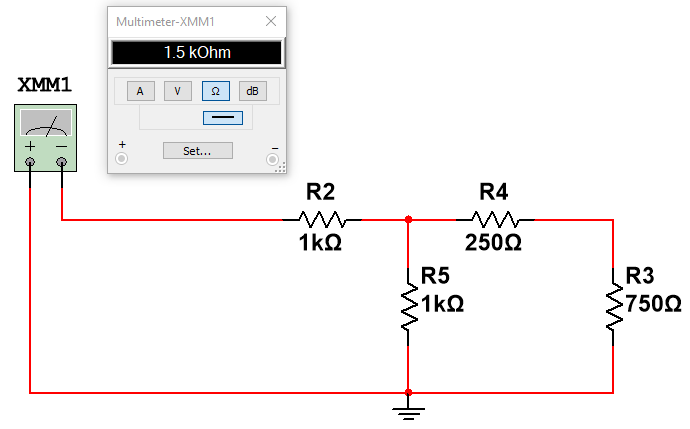 Multimeter-XMM1
1.5 kOhm
A V Ω dB
+ Set... −
XMM1
+ −
R2
1kΩ
R4
250Ω
R5
1kΩ
R3
750Ω